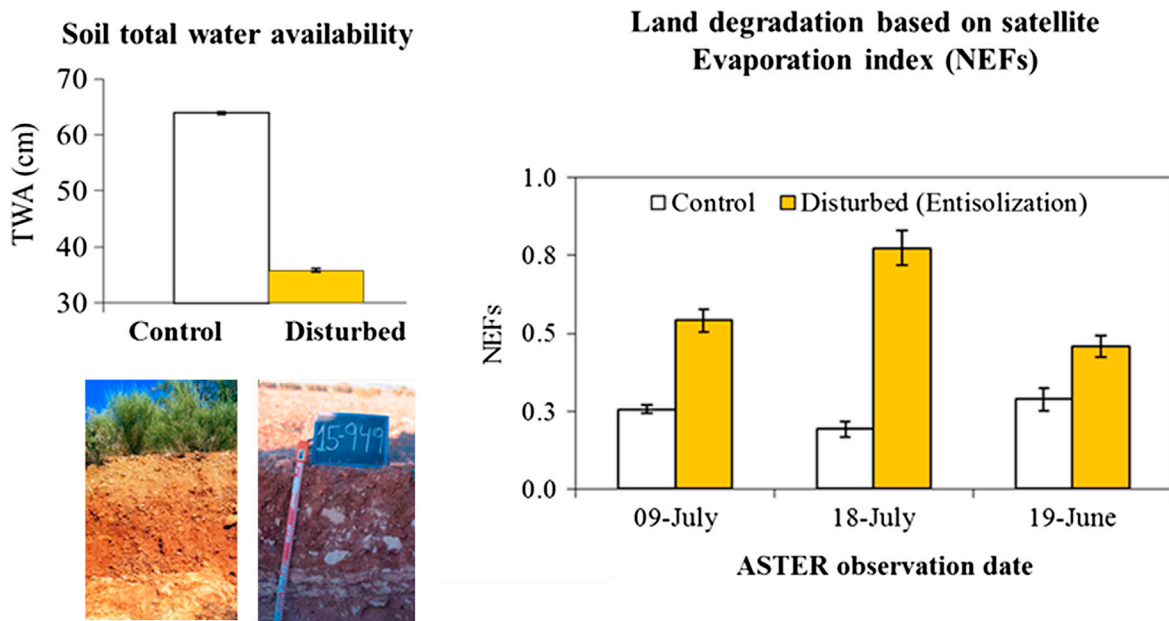 Soil total water availability
70
60
50
40
30
TWA (cm)
Control Disturbed
15-949
Land degradation based on satellite
Evaporation index (NEFs)
1.0
0.8
0.5
0.3
0.0
NEFs
Control Disturbed (Entisolization)
09-July 18-July 19-June
ASTER observation date